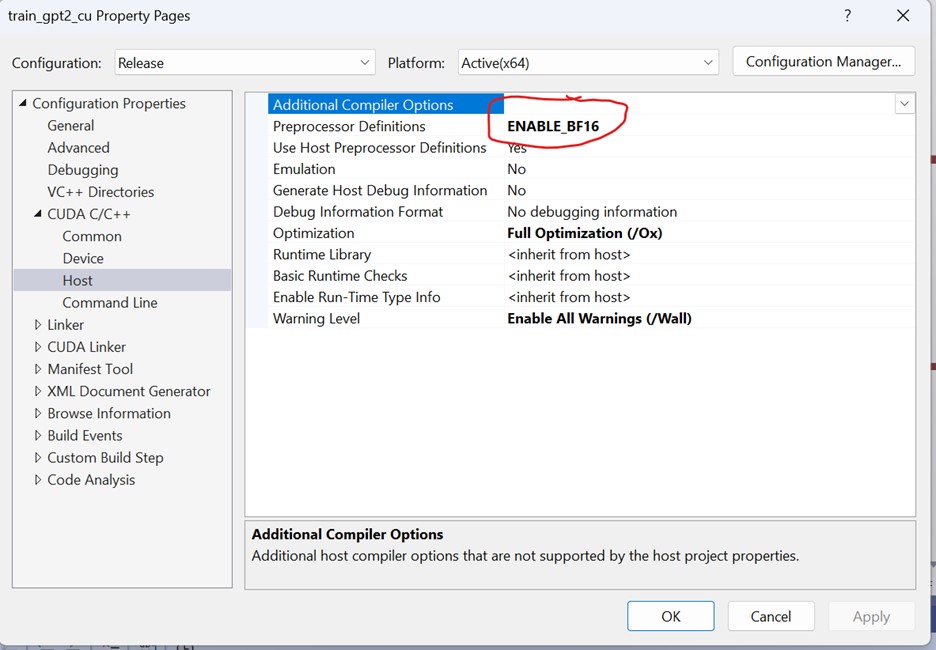 train_gpt2_cu Property Pages
?
Configuration: Release Platform: Active(x64) Configuration Manager...
Configuration Properties
General
Advanced
Debugging
VC++ Directories
CUDA C/C++
Common
Device
Host
Command Line
Linker
CUDA Linker
Manifest Tool
XML Document Generator
Browse Information
Build Events
Custom Build Step
Code Analysis
Additional Compiler Options
Preprocessor Definitions ENABLE_BF16
Use Host Preprocessor Definitions Yes
Emulation No
Generate Host Debug Information No
Debug Information Format No debugging information
Optimization Full Optimization (/Ox)
Runtime Library <inherit from host>
Basic Runtime Checks <inherit from host>
Enable Run-Time Type Info <inherit from host>
Warning Level Enable All Warnings (/Wall)
Additional Compiler Options
Additional host compiler options that are not supported by the host project properties.
OK Cancel Apply